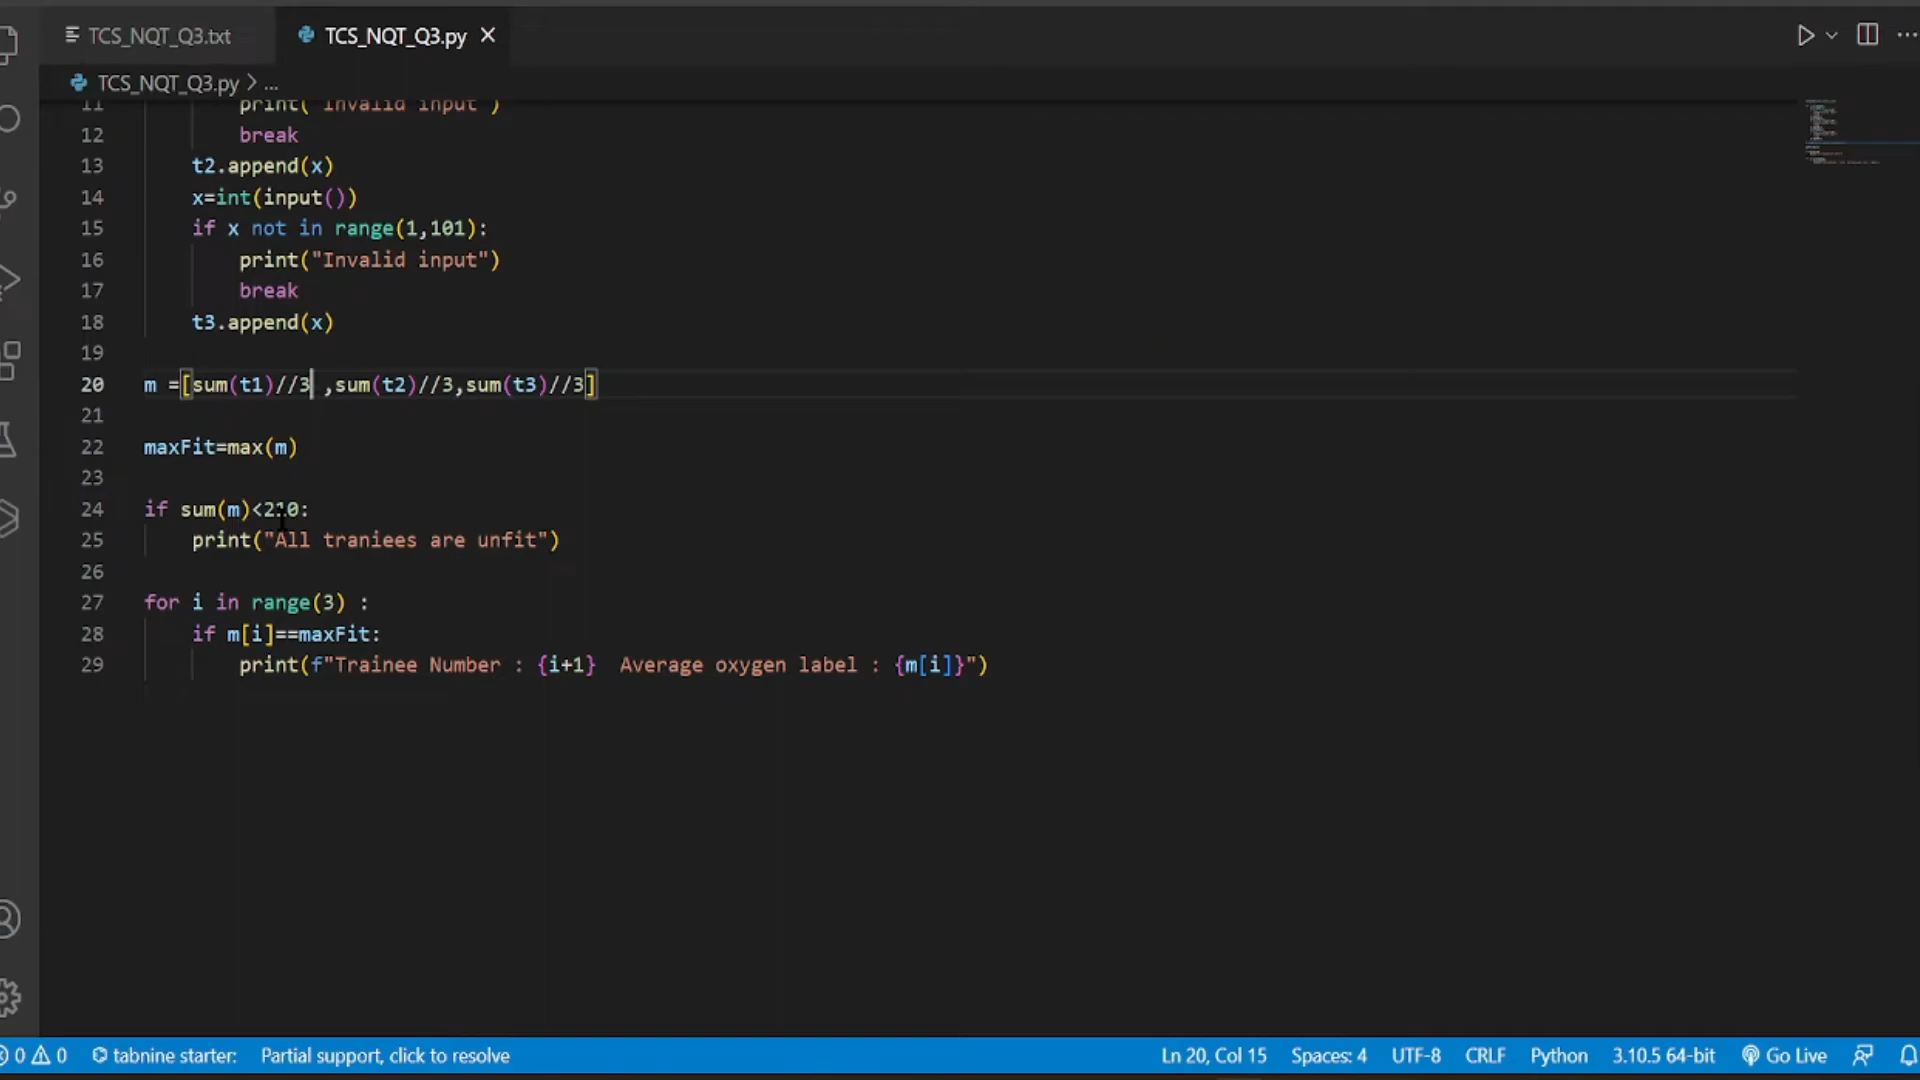 TCS_NQT_Q3.txt TCS_NQT_Q3.py
TCS_NQT_Q3.py > ...
11 print("Invalid input")
12 break
13 t2.append(x)
14 x=int(input())
15 if x not in range(1,101):
16 print("Invalid input")
17 break
18 t3.append(x)
19
20 m =[sum(t1)//3 ,sum(t2)//3,sum(t3)//3]
21
22 maxFit=max(m)
23
24 if sum(m)<210:
25 print("All traniees are unfit")
26
27 for i in range(3) :
28 if m[i]==maxFit:
29 print(f"Trainee Number : {i+1}  Average oxygen label : {m[i]}")
0 0 tabnine starter: Partial support, click to resolve Ln 20, Col 15 Spaces: 4 UTF-8 CRLF Python 3.10.5 64-bit Go Live